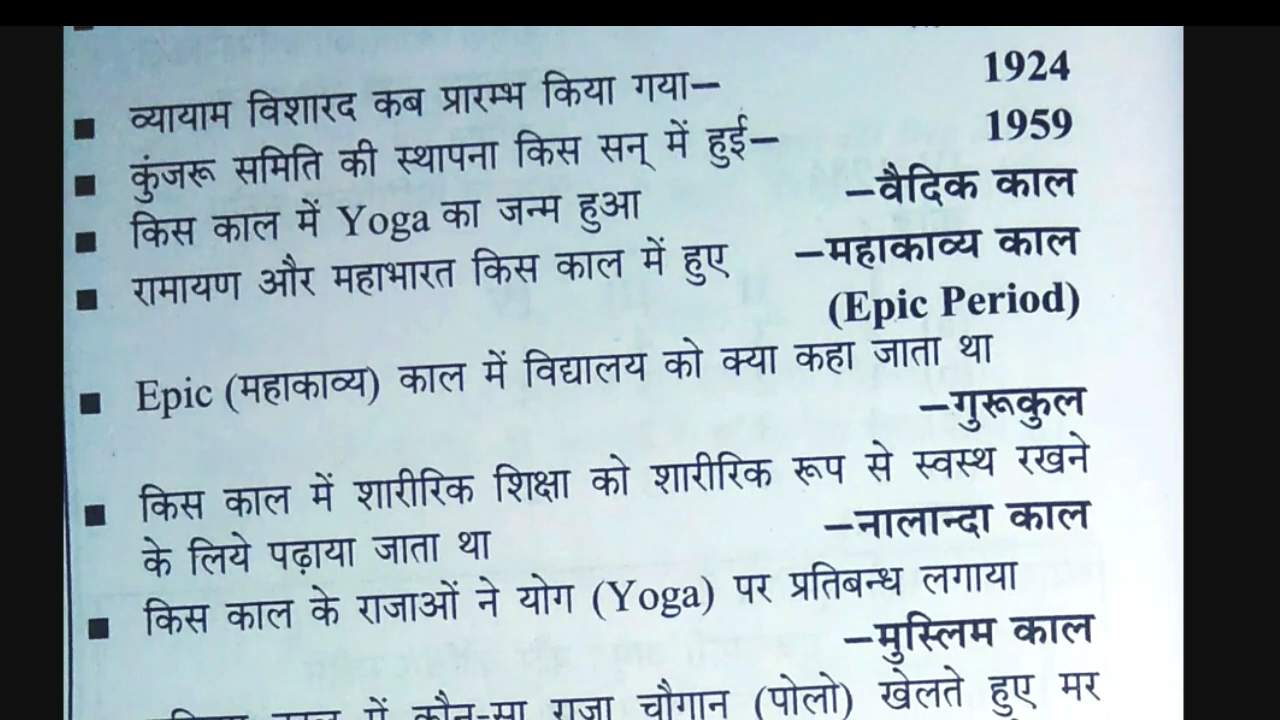 व्यायाम विशारद कब प्रारम्भ किया गया– 1924
कुंजरू समिति की स्थापना किस सन् में हुई– 1959
किस काल में Yoga का जन्म हुआ –वैदिक काल
रामायण और महाभारत किस काल में हुए –महाकाव्य काल
(Epic Period)
Epic (महाकाव्य) काल में विद्यालय को क्या कहा जाता था
–गुरूकुल
किस काल में शारीरिक शिक्षा को शारीरिक रूप से स्वस्थ रखने
के लिये पढ़ाया जाता था –नालान्दा काल
किस काल के राजाओं ने योग (Yoga) पर प्रतिबन्ध लगाया
–मुस्लिम काल
में कौन-सा राजा चौगान (पोलो) खेलते हुए मर